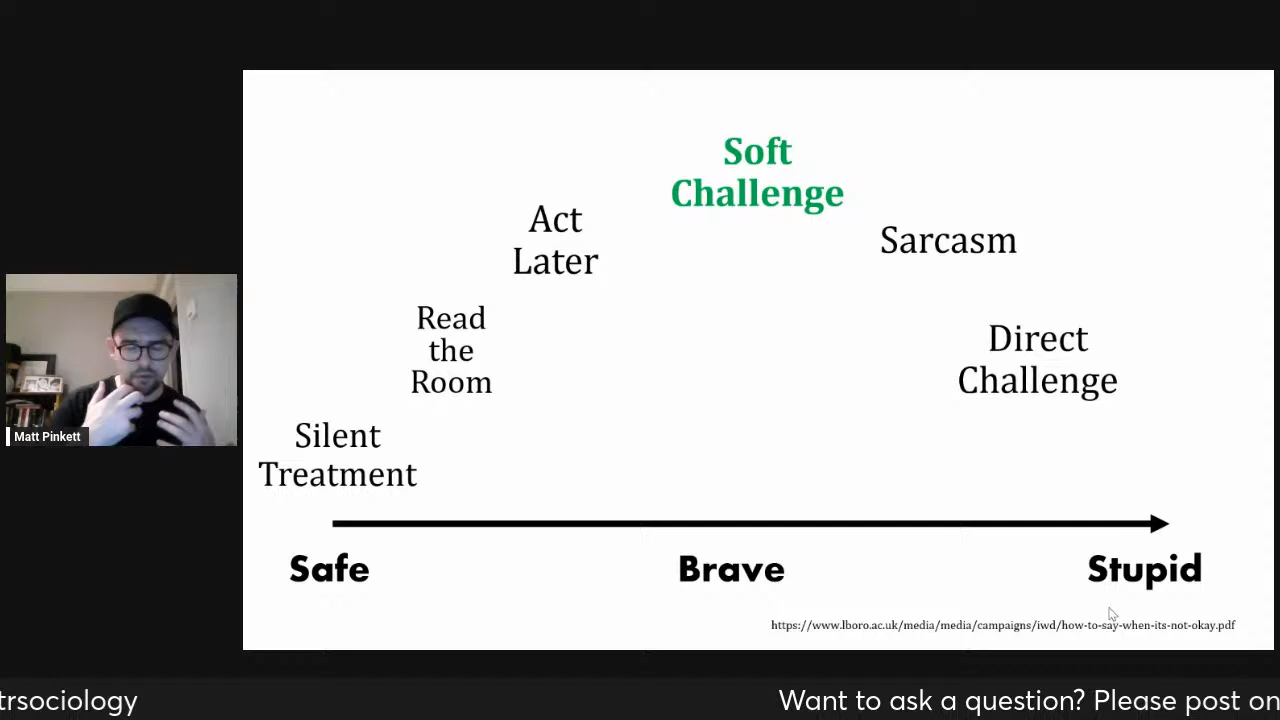 Soft
Challenge
Act
Later
Sarcasm
Read
the
Room
Direct
Challenge
Silent
Treatment
Safe
Brave
Stupid
https://www.lboro.ac.uk/media/media/campaigns/iwd/how-to-say-when-its-not-okay.pdf
Matt Pinkett
trsociology
Want to ask a question? Please post on